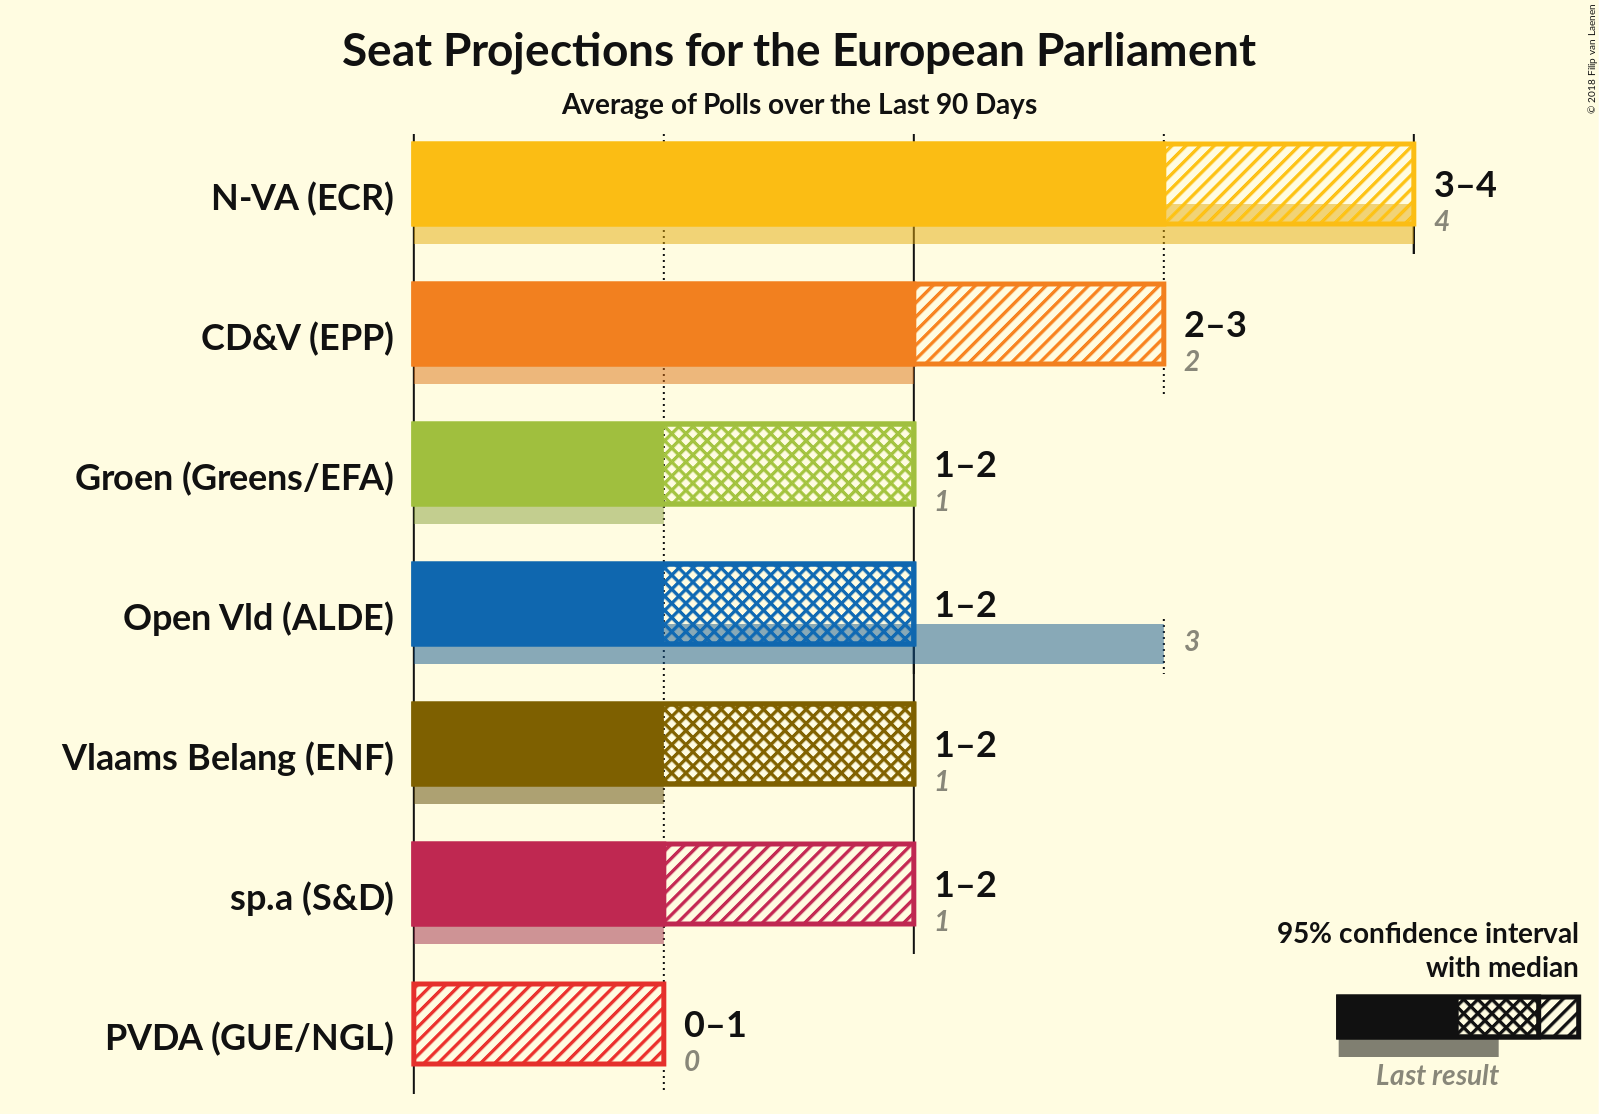 Seat Projections for the European Parliament
Average of Polls over the Last 90 Days
© 2018 Filip van Laenen
N-VA (ECR)
3–4
4
CD&V (EPP)
2–3
2
Groen (Greens/EFA)
1–2
1
Open Vld (ALDE)
1–2
3
Vlaams Belang (ENF)
1–2
1
sp.a (S&D)
1–2
1
PVDA (GUE/NGL)
0–1
0
95% confidence interval
with median
Last result